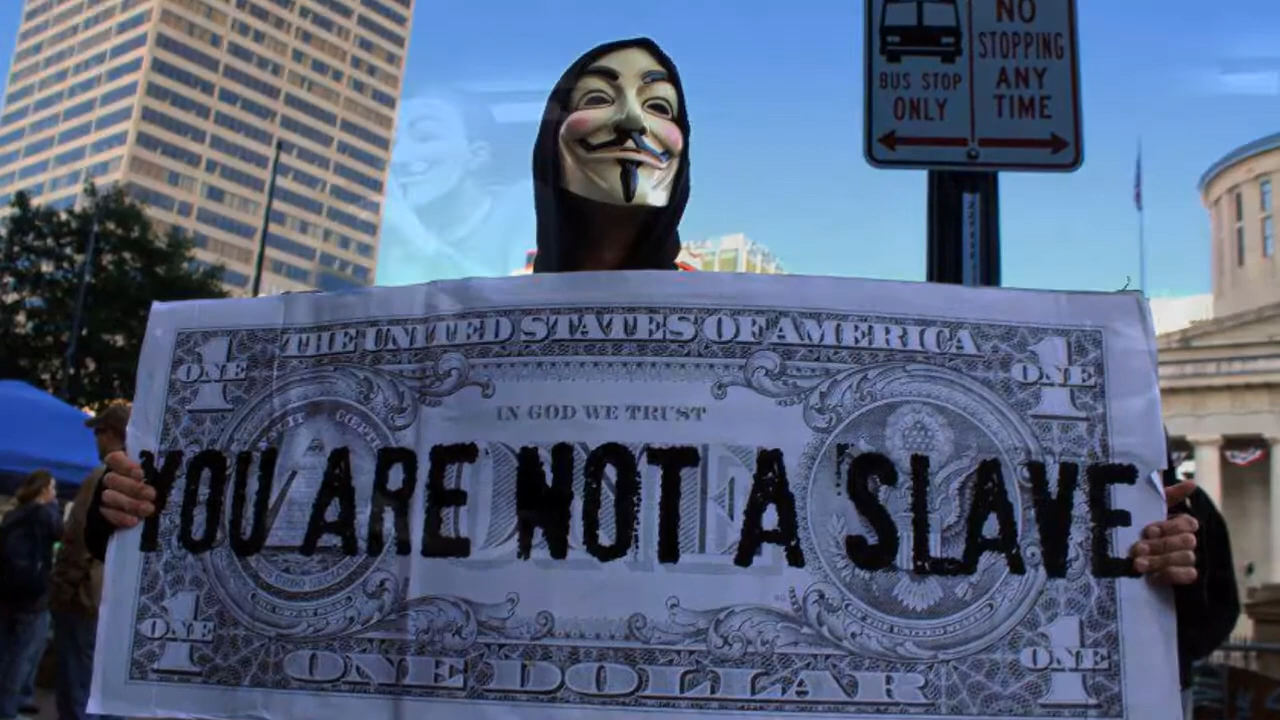 BUS STOP
ONLY
NO
STOPPING
ANY
TIME
THE UNITED STATES OF AMERICA
1
ONE
1
ONE
IN GOD WE TRUST
YOU ARE NOT A SLAVE
ONE
1
ONE
1
ONE
ONE DOLLAR